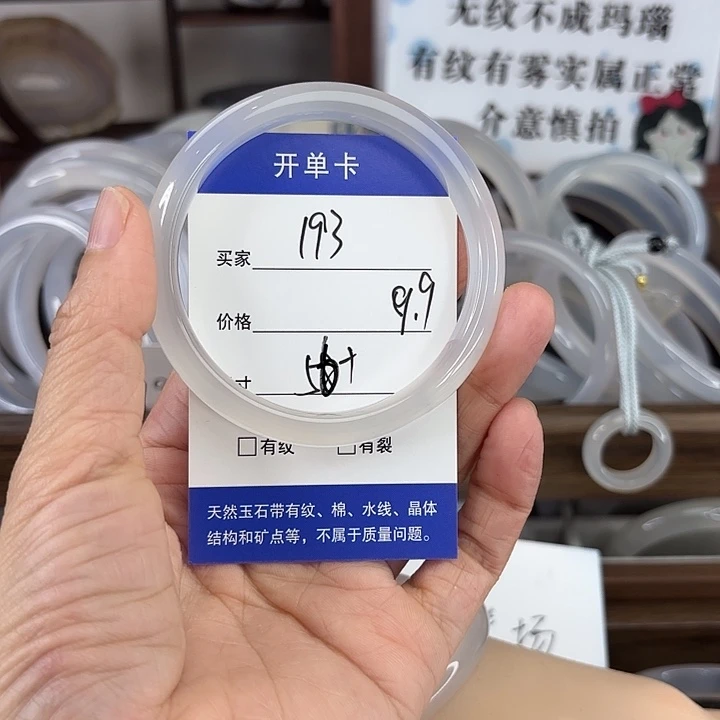 无纹不成玛瑙
有纹有雾实属正常
介意慎拍
开单卡
买家 193
价格 9.9
寸
□有纹 □有裂
天然玉石带有纹、棉、水线、晶体
结构和矿点等，不属于质量问题。
场